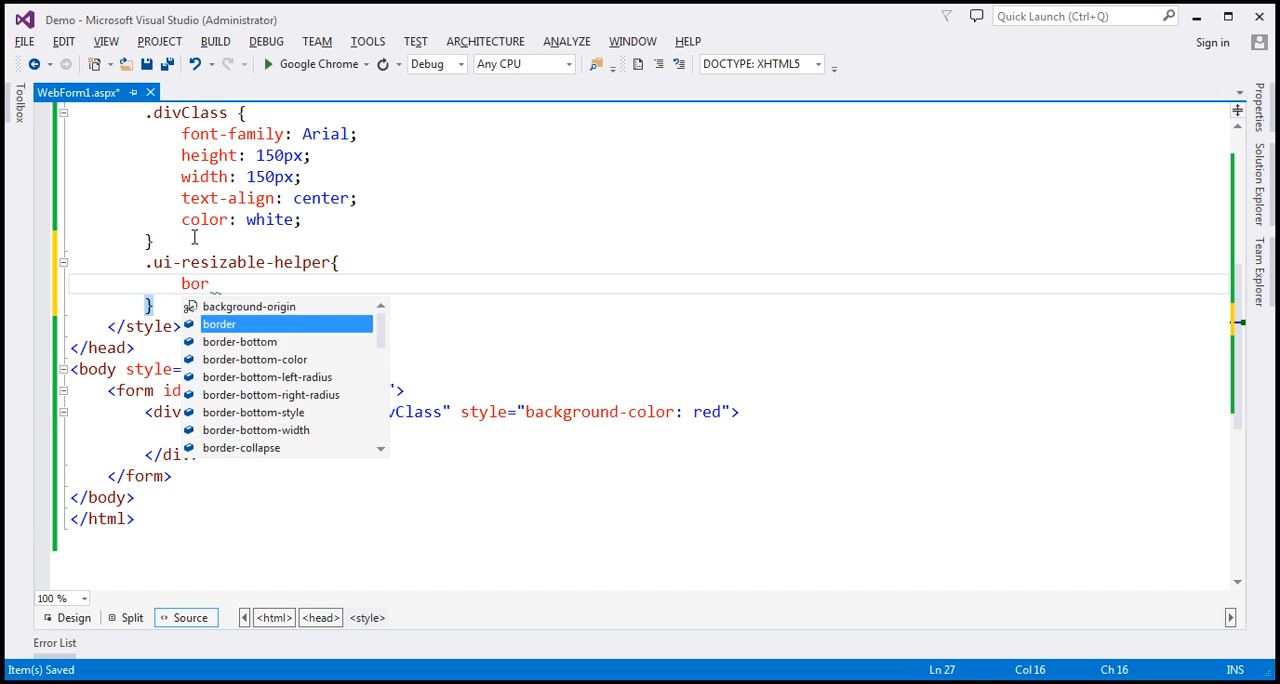 Demo - Microsoft Visual Studio (Administrator)
Quick Launch (Ctrl+Q)
FILE EDIT VIEW PROJECT BUILD DEBUG TEAM TOOLS TEST ARCHITECTURE ANALYZE WINDOW HELP
Sign in
Google Chrome Debug Any CPU DOCTYPE: XHTML5
Toolbox
WebForm1.aspx*
Properties
Solution Explorer
Team Explorer
.divClass {
font-family: Arial;
height: 150px;
width: 150px;
text-align: center;
color: white;
}
.ui-resizable-helper{
bor
}
background-origin
border
border-bottom
border-bottom-color
border-bottom-left-radius
border-bottom-right-radius
border-bottom-style
border-bottom-width
border-collapse
</style>
</head>
<body style=
<form id ">
<div vClass" style="background-color: red">
</div>
</form>
</body>
</html>
100 %
Design Split Source <html> <head> <style>
Error List
Item(s) Saved Ln 27 Col 16 Ch 16 INS